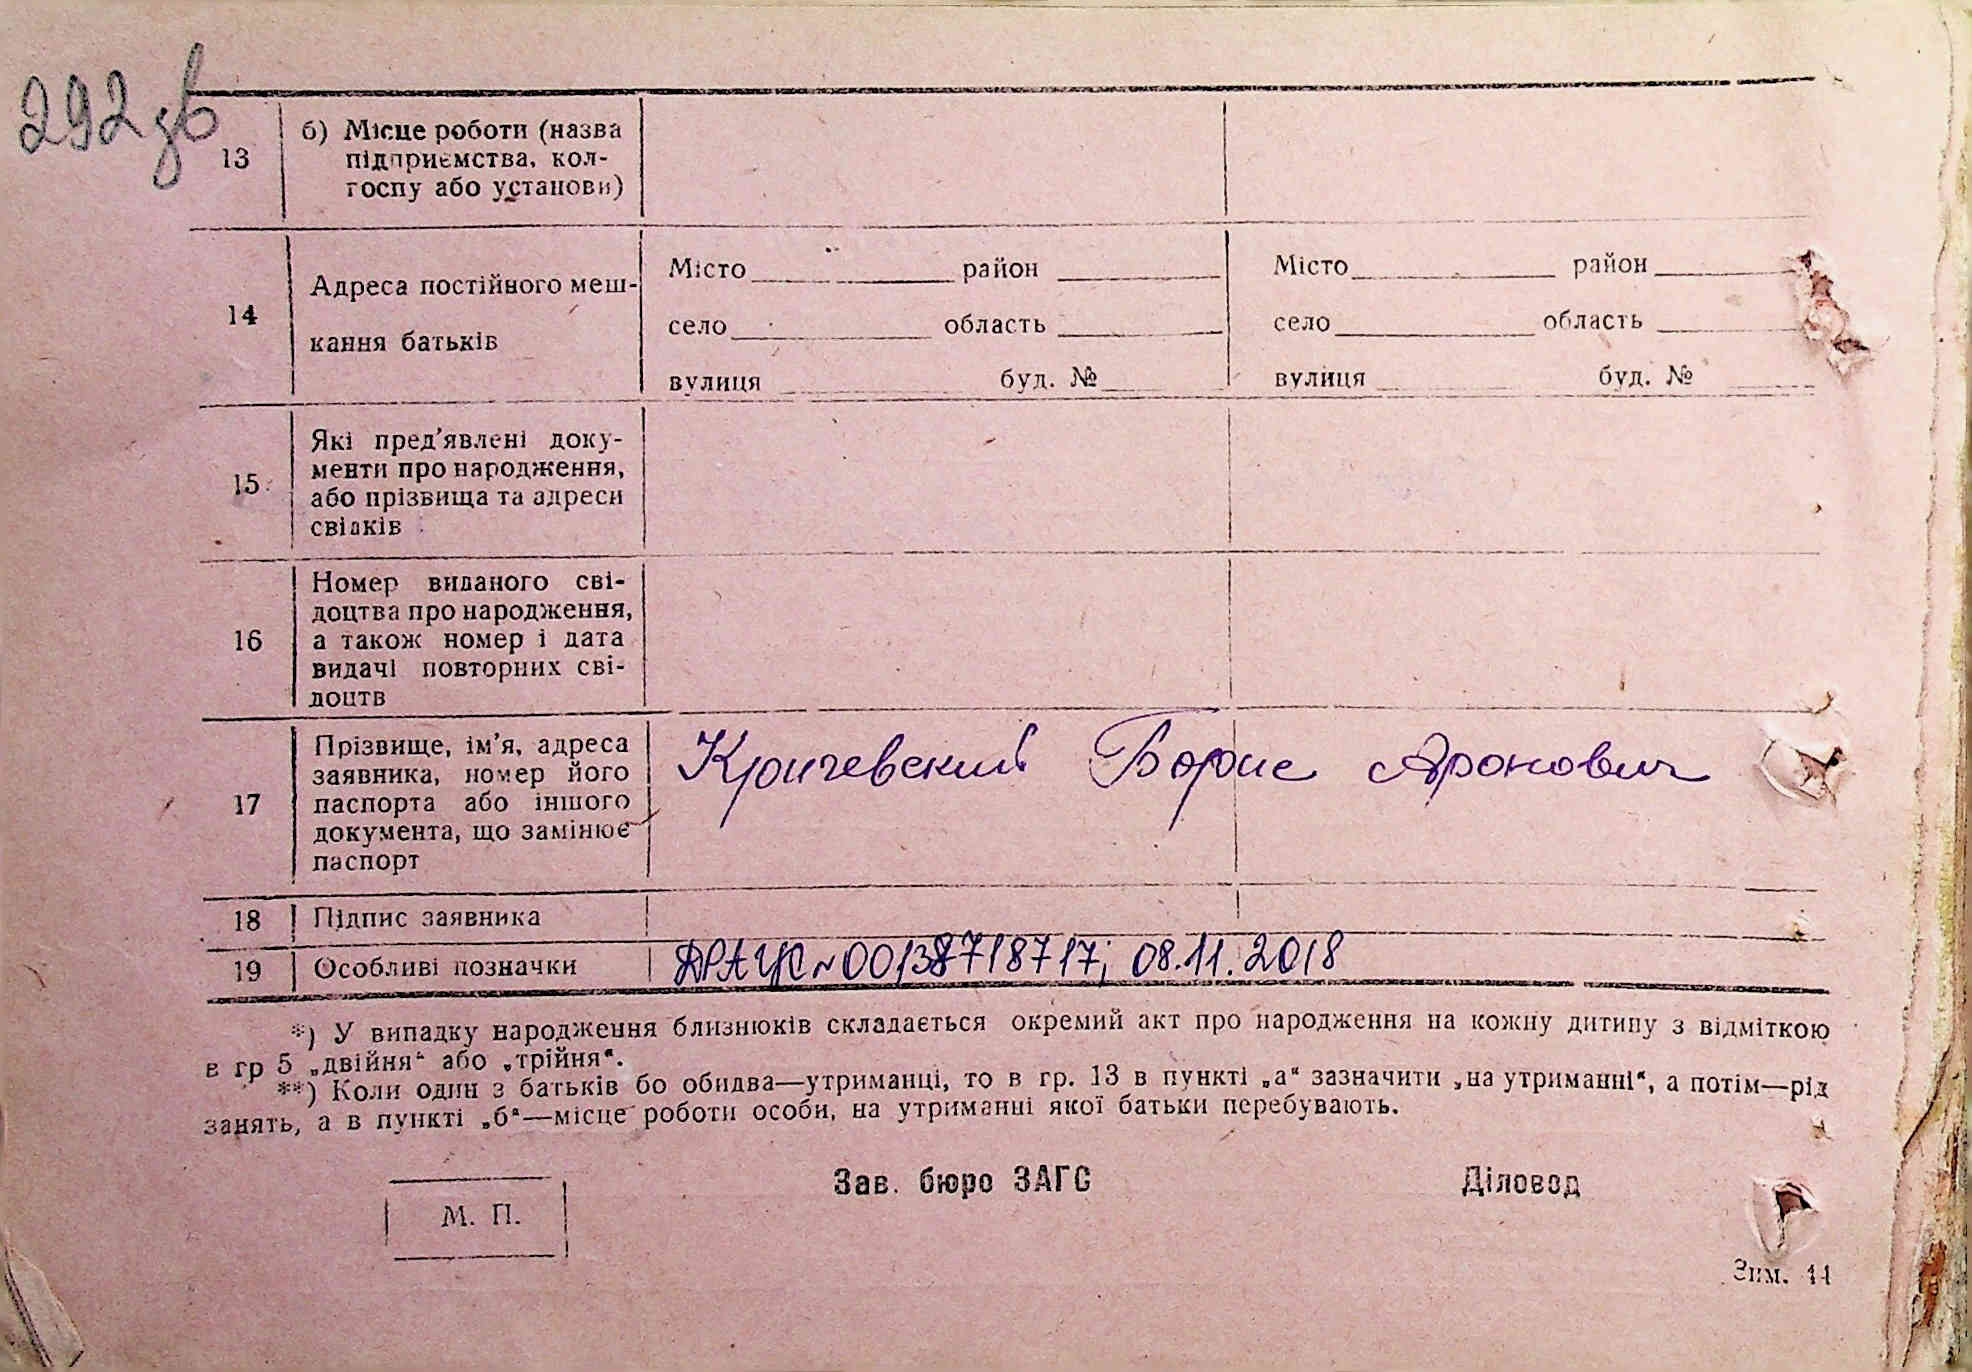 292 зв
13
б) Місце роботи (назва
підприємства, кол-
госпу або установи)
14
Адреса постійного меш-
кання батьків
Місто район
село область
вулиця буд. №
Місто район
село область
вулиця буд. №
15
Які пред'явлені доку-
менти про народження,
або прізвища та адреси
свідків
16
Номер виданого сві-
доцтва про народження,
а також номер і дата
видачі повторних сві-
доцтв
17
Прізвище, ім'я, адреса
заявника, номер його
паспорта або іншого
документа, що замінює
паспорт
Кричевский Борис Аронович
18
Підпис заявника
19
Особливі позначки
ДРАЦС №00138718717; 08.11.2018
*) У випадку народження близнюків складається окремий акт про народження на кожну дитину з відміткою
в гр 5 „двійня“ або „трійня“.
**) Коли один з батьків бо обидва—утриманці, то в гр. 13 в пункті „а“ зазначити „на утриманні“, а потім—рід
занять, а в пункті „б“—місце роботи особи, на утриманні якої батьки перебувають.
М. П.
Зав. бюро ЗАГС
Діловод
Зим. 44